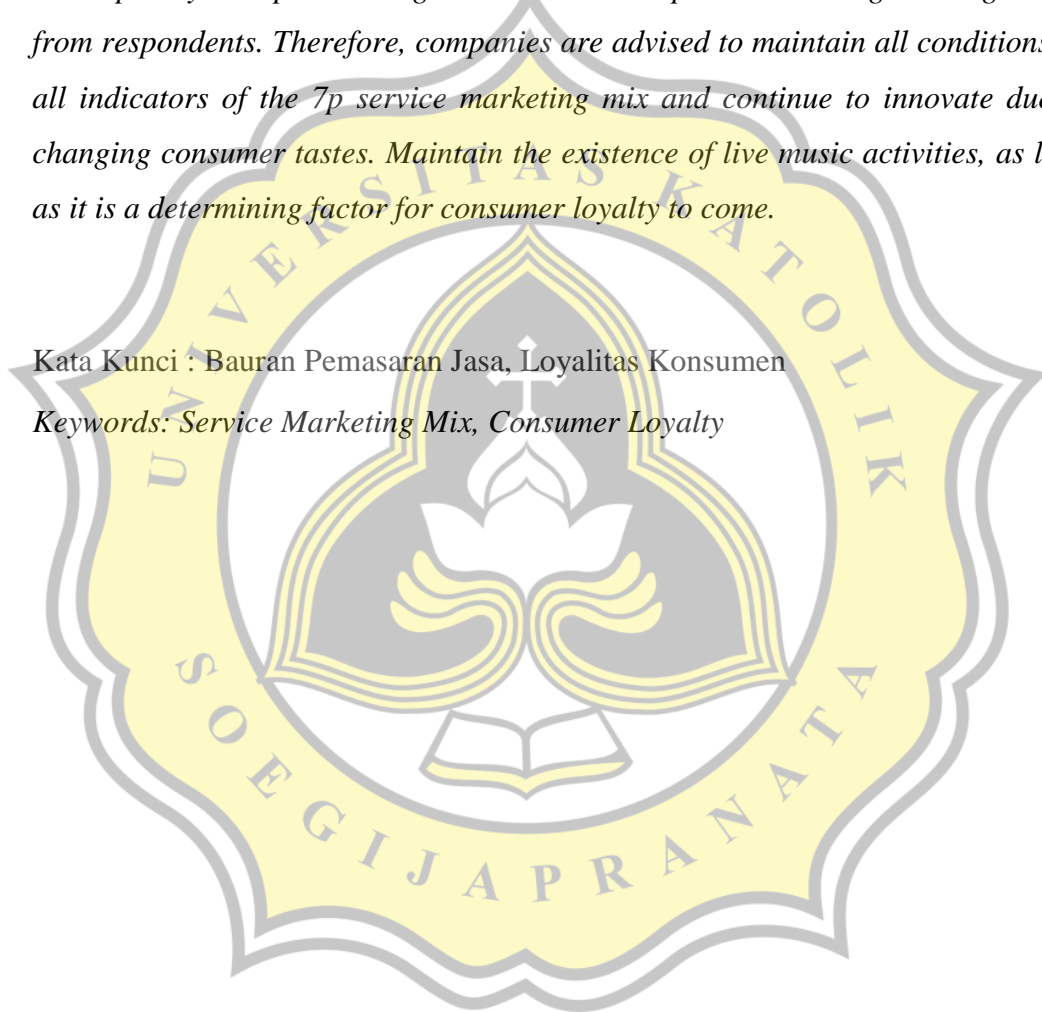 from respondents. Therefore, companies are advised to maintain all conditions
all indicators of the 7p service marketing mix and continue to innovate due
changing consumer tastes. Maintain the existence of live music activities, as
as it is a determining factor for consumer loyalty to come.
Kata Kunci : Bauran Pemasaran Jasa, Loyalitas Konsumen
Keywords: Service Marketing Mix, Consumer Loyalty
UNIVERSITAS KATOLIK
SOEGIJAPRANATA